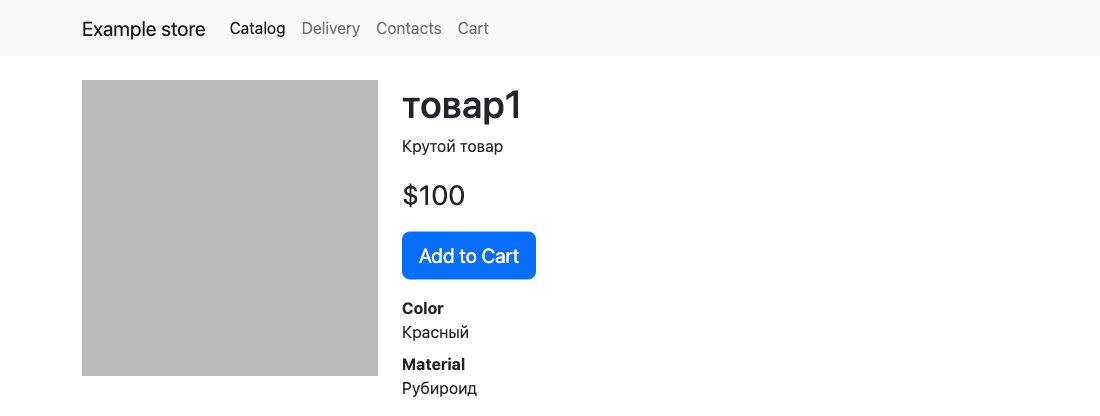 Example store Catalog Delivery Contacts Cart
товар1
Крутой товар
$100
Add to Cart
Color
Красный
Material
Рубироид